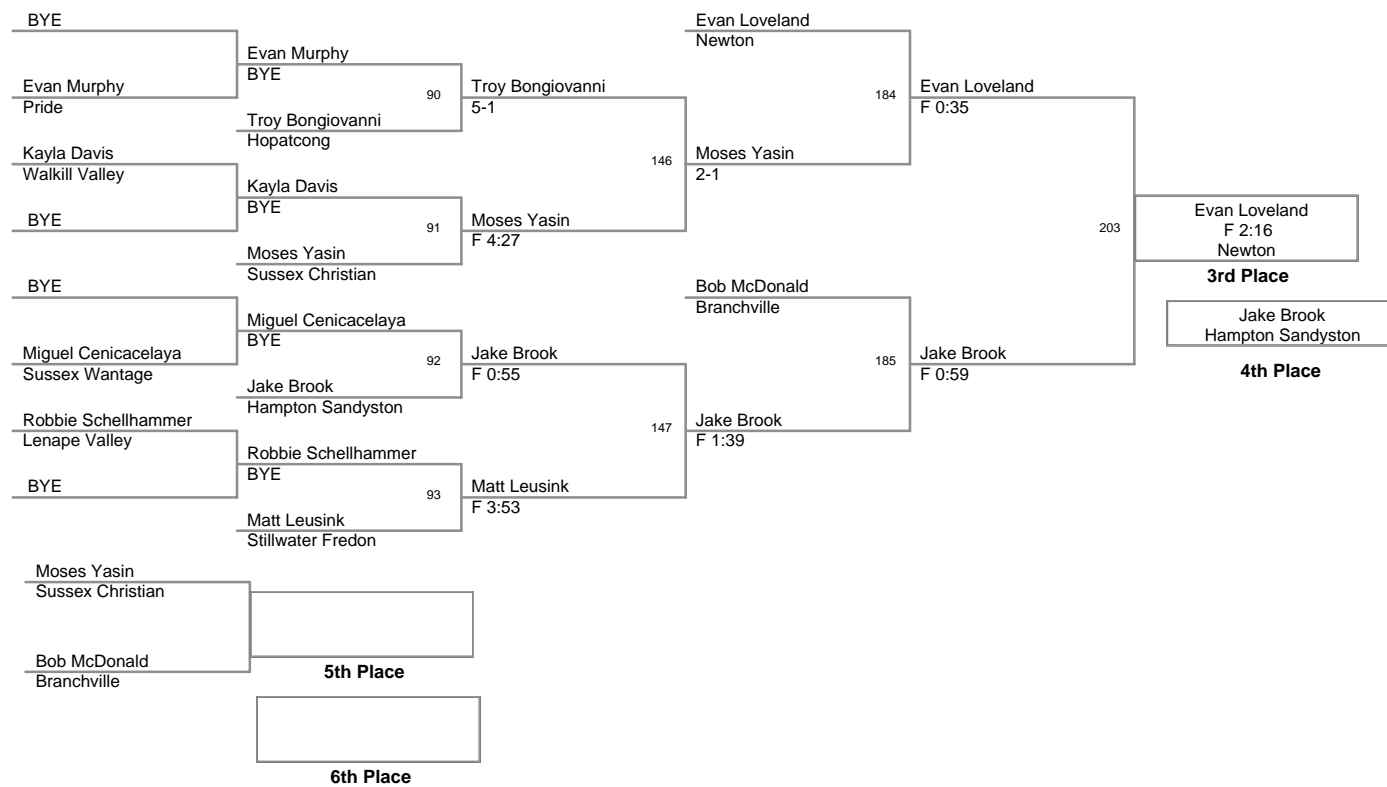 BYE
Evan Murphy
Pride
Kayla Davis
Walkill Valley
BYE
BYE
Miguel Cenicacelaya
Sussex Wantage
Robbie Schellhammer
Lenape Valley
BYE
Evan Murphy
BYE
90
Troy Bongiovanni
Hopatcong
Kayla Davis
BYE
91
Moses Yasin
Sussex Christian
Miguel Cenicacelaya
BYE
92
Jake Brook
Hampton Sandyston
Robbie Schellhammer
BYE
93
Matt Leusink
Stillwater Fredon
Troy Bongiovanni
5-1
146
Moses Yasin
F 4:27
Jake Brook
F 0:55
147
Matt Leusink
F 3:53
Evan Loveland
Newton
184
Moses Yasin
2-1
Bob McDonald
Branchville
185
Jake Brook
F 1:39
Evan Loveland
F 0:35
203
Jake Brook
F 0:59
Evan Loveland
F 2:16
Newton
3rd Place
Jake Brook
Hampton Sandyston
4th Place
Moses Yasin
Sussex Christian
Bob McDonald
Branchville
5th Place
6th Place